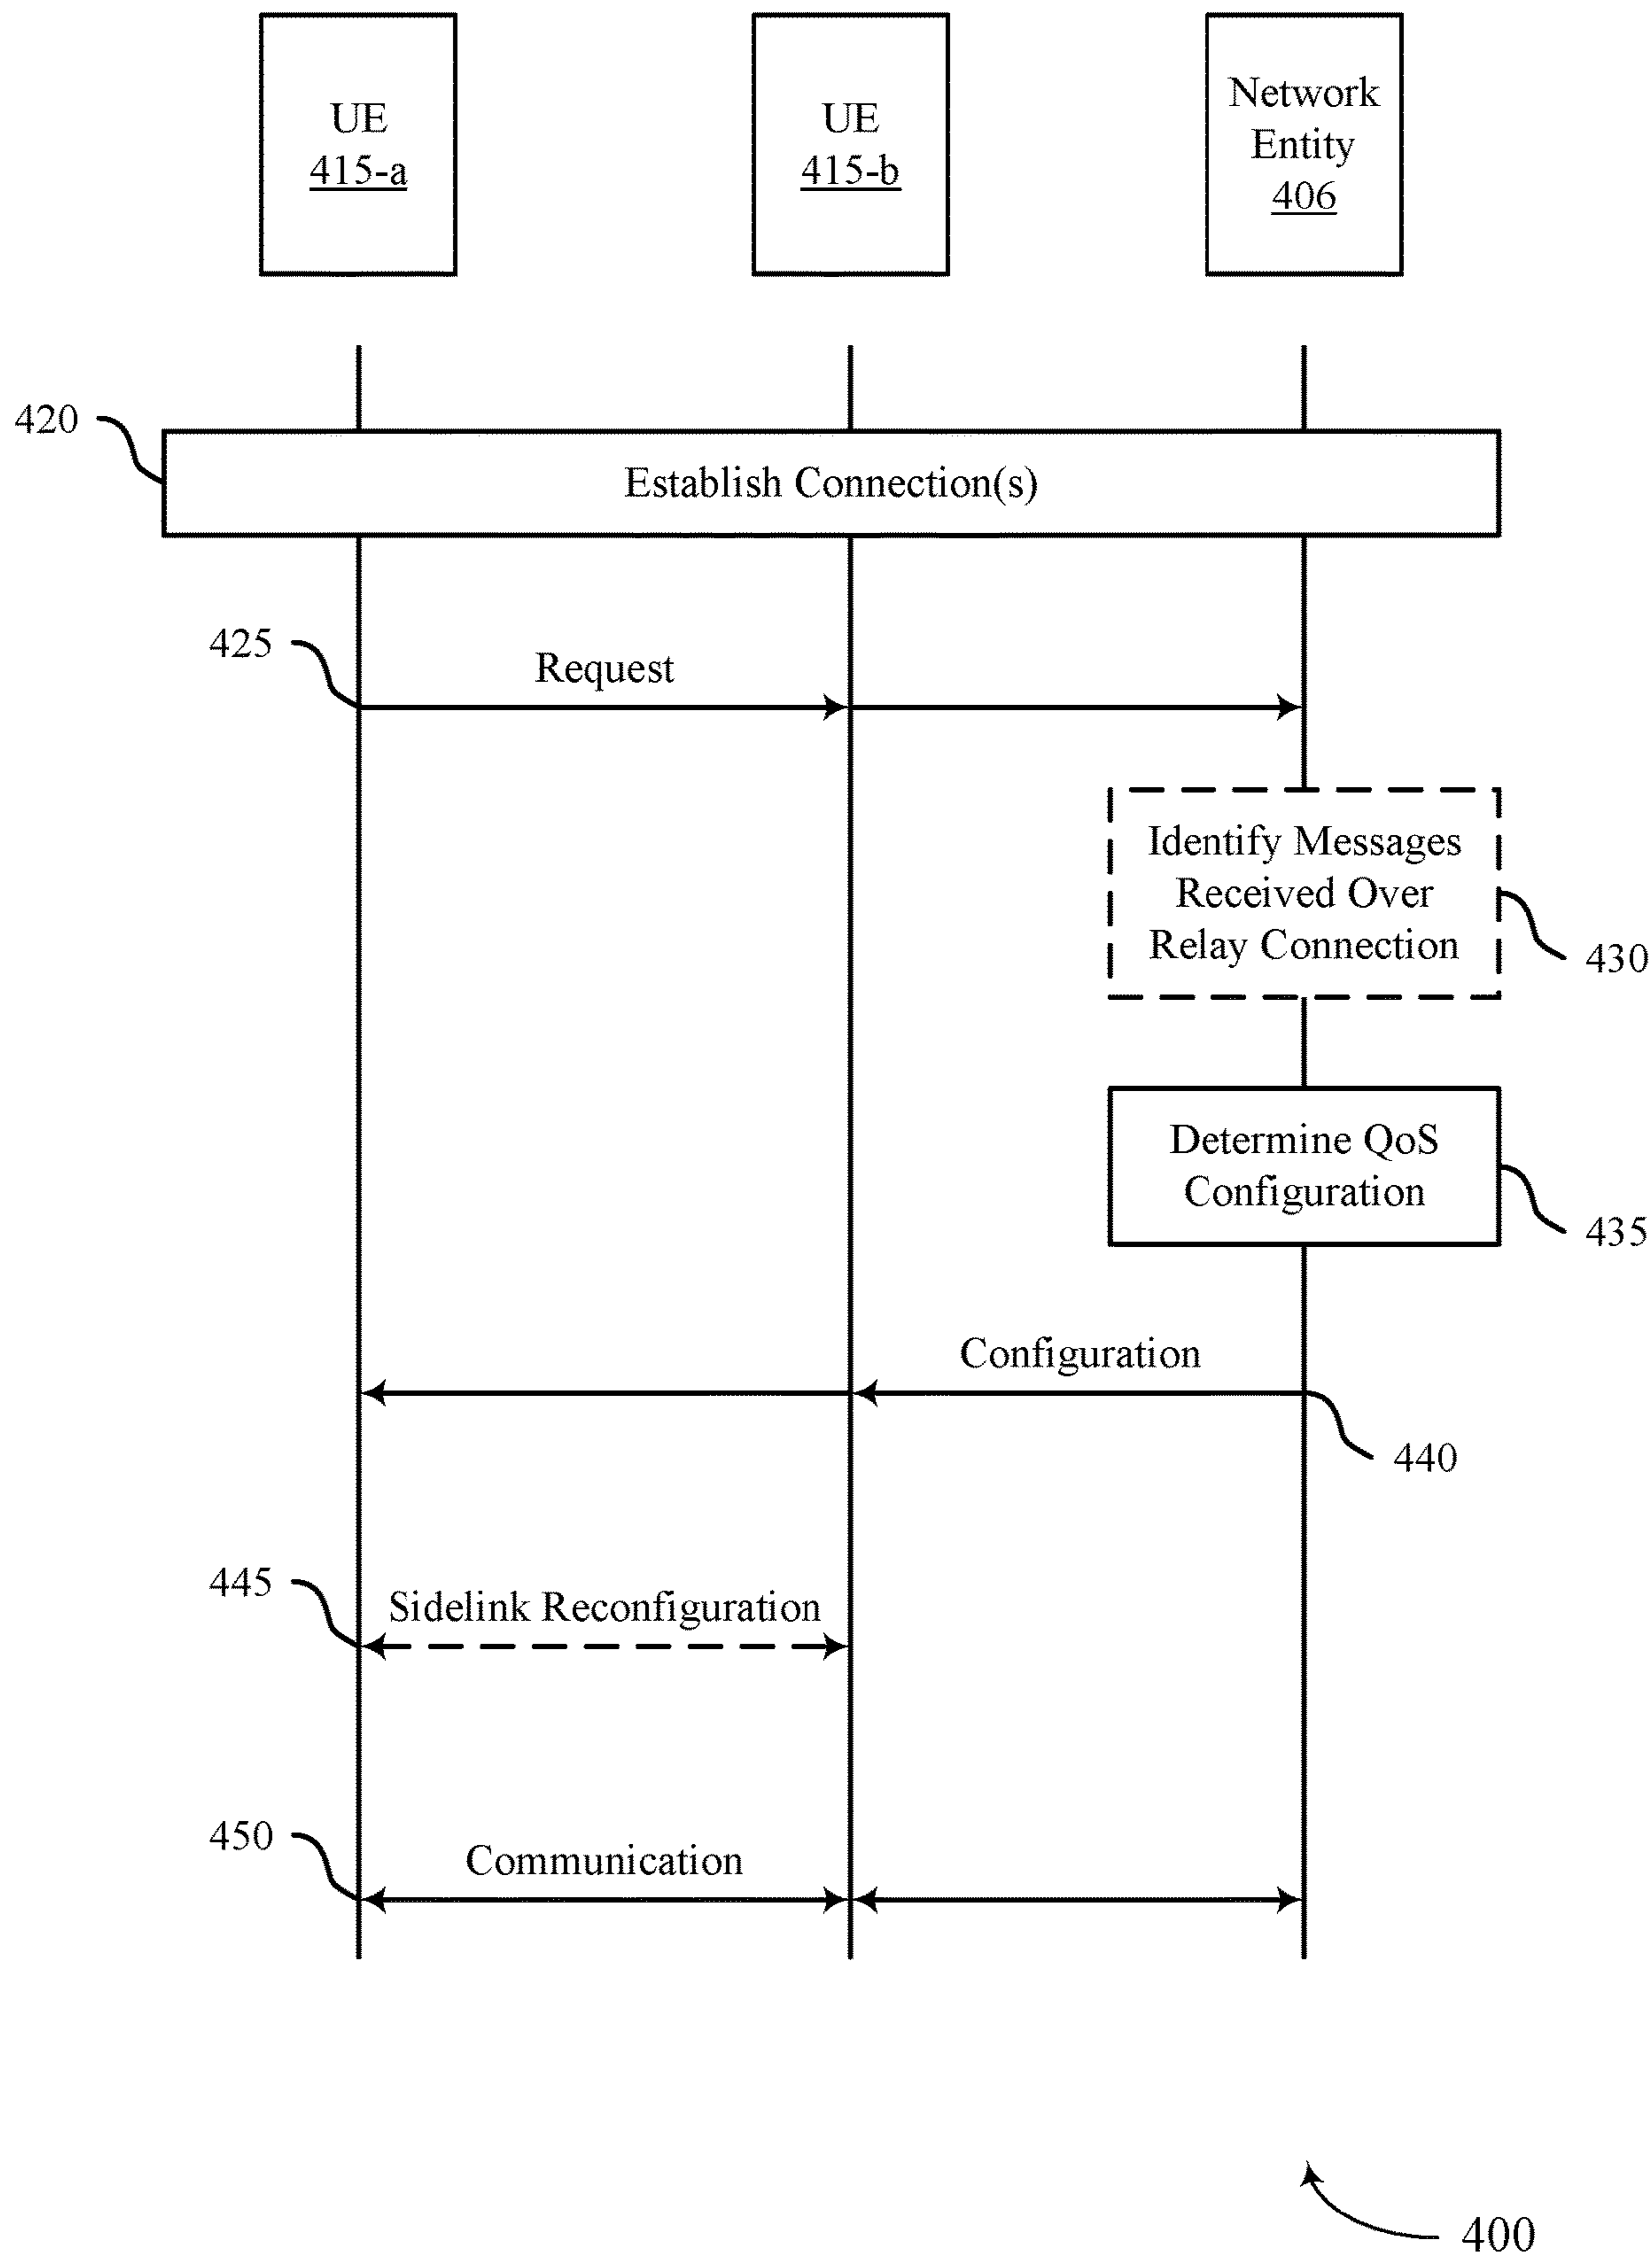 UE
415-a
UE
415-b
Network
Entity
406
420
Establish Connection(s)
425
Request
Identify Messages
Received Over
Relay Connection
430
Determine QoS
Configuration
435
Configuration
440
445
Sidelink Reconfiguration
450
Communication
400